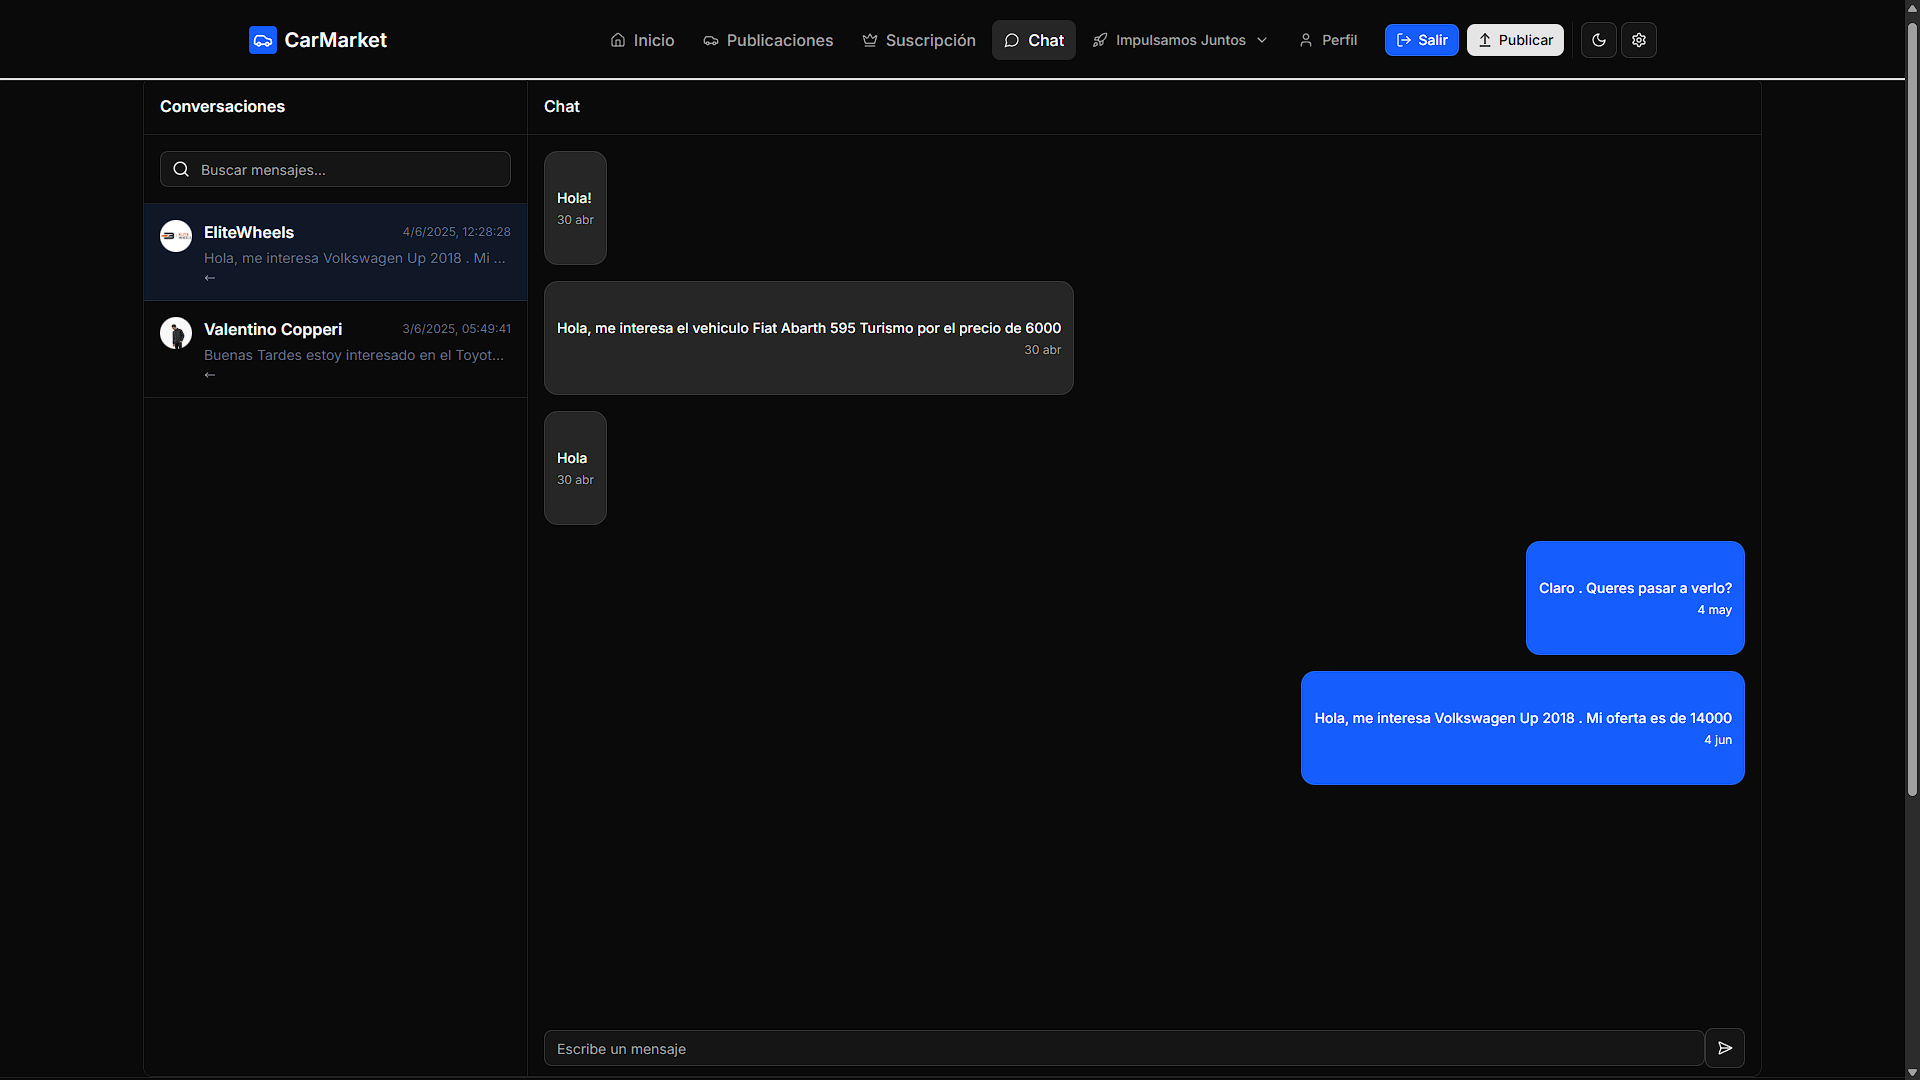 CarMarket
Inicio
Publicaciones
Suscripción
Chat
Impulsamos Juntos
Perfil
Salir
Publicar
Conversaciones
Buscar mensajes...
EliteWheels
4/6/2025, 12:28:28
Hola, me interesa Volkswagen Up 2018 . Mi ...
←
Valentino Copperi
3/6/2025, 05:49:41
Buenas Tardes estoy interesado en el Toyot...
←
Chat
Hola!
30 abr
Hola, me interesa el vehiculo Fiat Abarth 595 Turismo por el precio de 6000
30 abr
Hola
30 abr
Claro . Queres pasar a verlo?
4 may
Hola, me interesa Volkswagen Up 2018 . Mi oferta es de 14000
4 jun
Escribe un mensaje